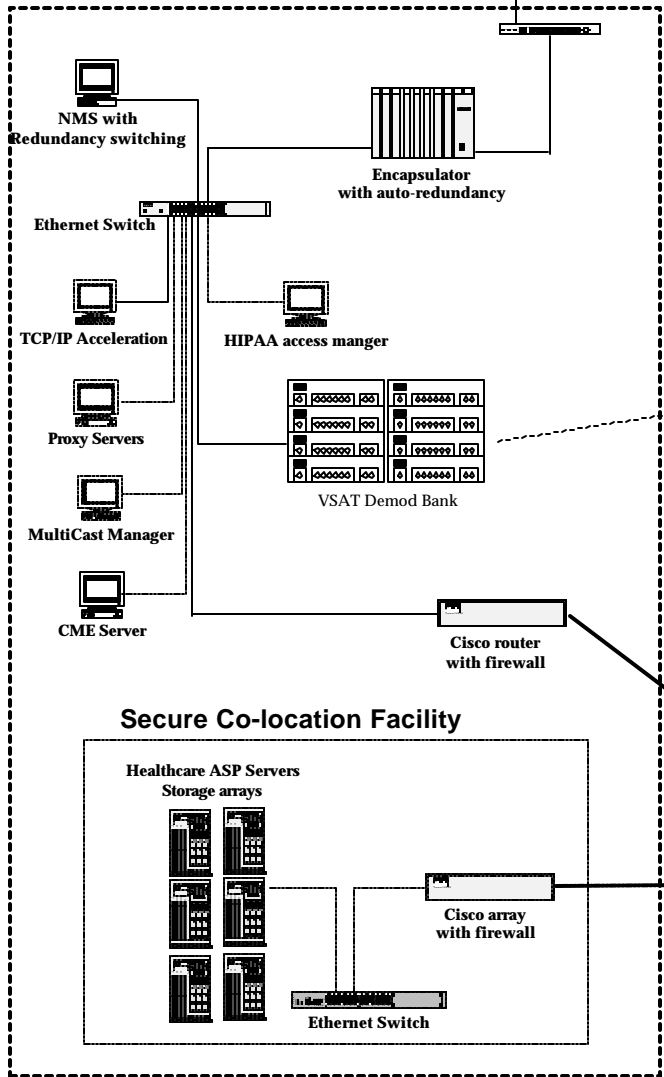 NMS with
Redundancy switching
Encapsulator
with auto-redundancy
Ethernet Switch
TCP/IP Acceleration
HIPAA access manger
Proxy Servers
VSAT Demod Bank
MultiCast Manager
CME Server
Cisco router
with firewall
Secure Co-location Facility
Healthcare ASP Servers
Storage arrays
Cisco array
with firewall
Ethernet Switch